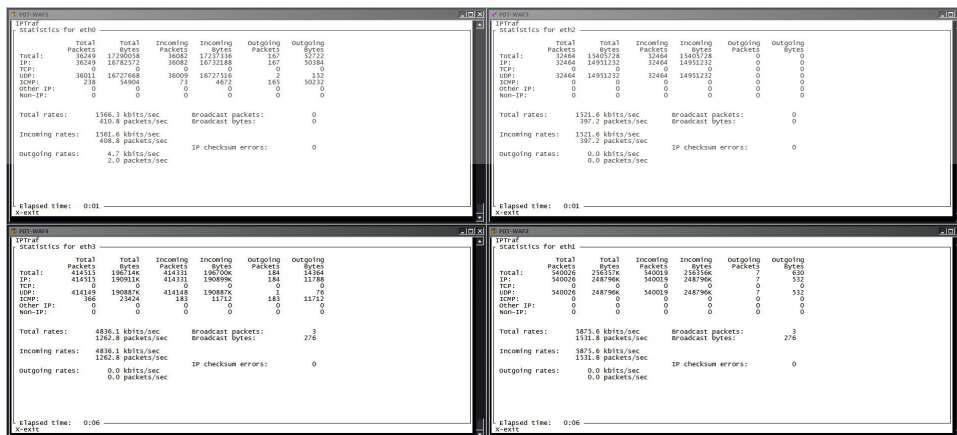 MIT-WAF1
IPTraf
Statistics for eth0
Total Total Incoming Incoming Outgoing Outgoing
Packets Bytes Packets Bytes Packets Bytes
Total: 36249 17290058 36082 17237336 167 52722
IP: 36249 16782572 36082 16732188 167 50384
TCP: 0 0 0 0 0 0
UDP: 36011 16727668 36009 16727516 2 152
ICMP: 238 54904 73 4672 165 50232
Other IP: 0 0 0 0 0 0
Non-IP: 0 0 0 0 0 0
Total rates: 1566.3 kbits/sec Broadcast packets: 0
410.8 packets/sec Broadcast bytes: 0
Incoming rates: 1561.6 kbits/sec
408.8 packets/sec
IP checksum errors: 0
Outgoing rates: 4.7 kbits/sec
2.0 packets/sec
Elapsed time: 0:01
X-exit
MIT-WAF3
IPTraf
Statistics for eth2
Total Total Incoming Incoming Outgoing Outgoing
Packets Bytes Packets Bytes Packets Bytes
Total: 32464 15405728 32464 15405728 0 0
IP: 32464 14951232 32464 14951232 0 0
TCP: 0 0 0 0 0 0
UDP: 32464 14951232 32464 14951232 0 0
ICMP: 0 0 0 0 0 0
Other IP: 0 0 0 0 0 0
Non-IP: 0 0 0 0 0 0
Total rates: 1521.6 kbits/sec Broadcast packets: 0
397.2 packets/sec Broadcast bytes: 0
Incoming rates: 1521.6 kbits/sec
397.2 packets/sec
IP checksum errors: 0
Outgoing rates: 0.0 kbits/sec
0.0 packets/sec
Elapsed time: 0:01
X-exit
MIT-WAF4
IPTraf
Statistics for eth3
Total Total Incoming Incoming Outgoing Outgoing
Packets Bytes Packets Bytes Packets Bytes
Total: 414515 196714K 414331 196700K 184 14364
IP: 414515 190911K 414331 190899K 184 11788
TCP: 0 0 0 0 0 0
UDP: 414149 190887K 414148 190887K 1 76
ICMP: 366 23424 183 11712 183 11712
Other IP: 0 0 0 0 0 0
Non-IP: 0 0 0 0 0 0
Total rates: 4836.1 kbits/sec Broadcast packets: 3
1262.8 packets/sec Broadcast bytes: 276
Incoming rates: 4836.1 kbits/sec
1262.8 packets/sec
IP checksum errors: 0
Outgoing rates: 0.0 kbits/sec
0.0 packets/sec
Elapsed time: 0:06
X-exit
MIT-WAF2
IPTraf
Statistics for eth1
Total Total Incoming Incoming Outgoing Outgoing
Packets Bytes Packets Bytes Packets Bytes
Total: 540026 256357K 540019 256356K 7 630
IP: 540026 248796K 540019 248796K 7 532
TCP: 0 0 0 0 0 0
UDP: 540026 248796K 540019 248796K 7 532
ICMP: 0 0 0 0 0 0
Other IP: 0 0 0 0 0 0
Non-IP: 0 0 0 0 0 0
Total rates: 5875.6 kbits/sec Broadcast packets: 3
1531.8 packets/sec Broadcast bytes: 276
Incoming rates: 5875.6 kbits/sec
1531.8 packets/sec
IP checksum errors: 0
Outgoing rates: 0.0 kbits/sec
0.0 packets/sec
Elapsed time: 0:06
X-exit